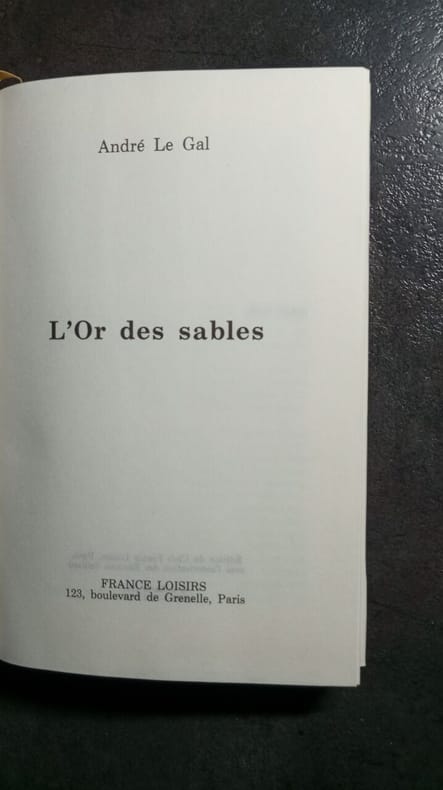 André Le Gal
L'Or des sables
FRANCE LOISIRS
123, boulevard de Grenelle, Paris